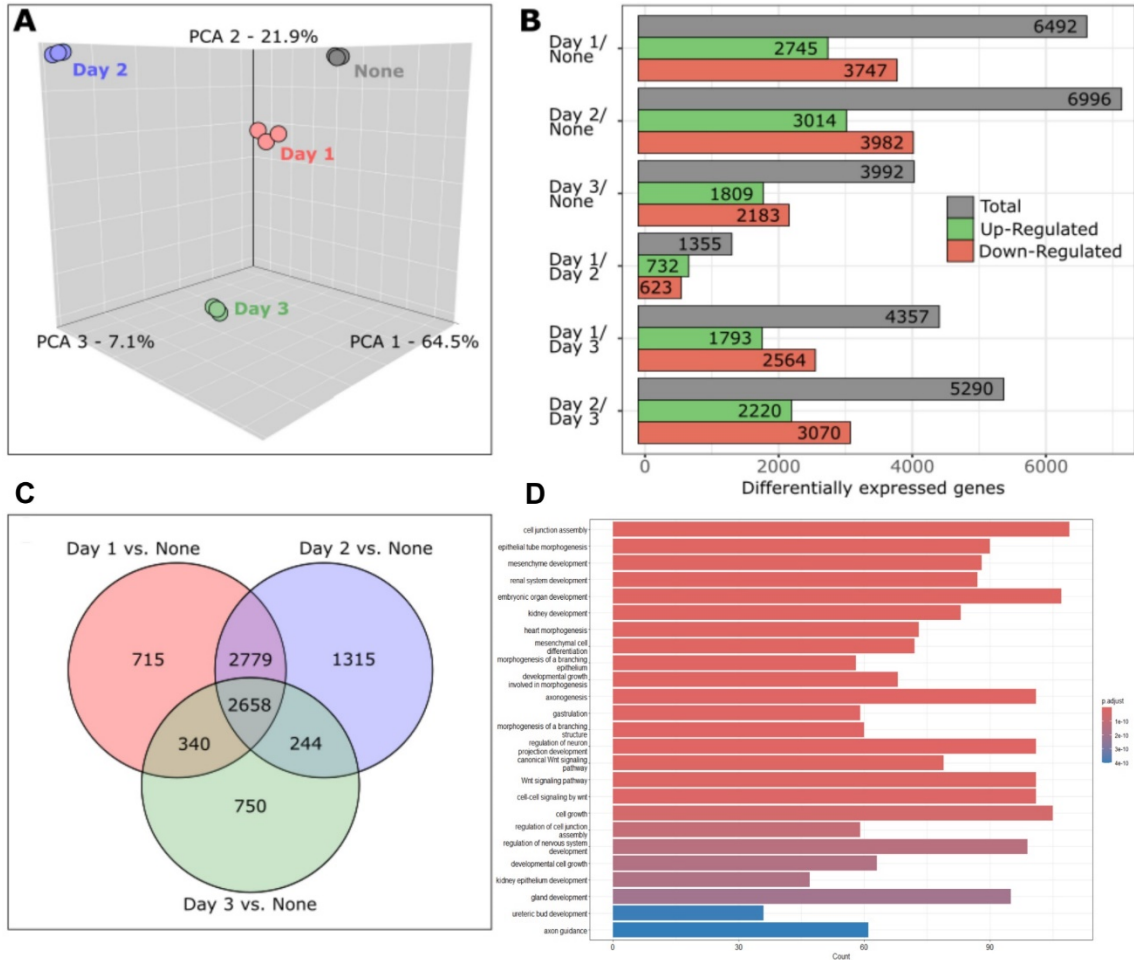 A
PCA 2 - 21.9%
Day 2
None
Day 1
Day 3
PCA 3 - 7.1%
PCA 1 - 64.5%
B
Day 1/
None
6492
2745
3747
Day 2/
None
6996
3014
3982
Day 3/
None
3992
1809
2183
Day 1/
Day 2
1355
732
623
Day 1/
Day 3
4357
1793
2564
Day 2/
Day 3
5290
2220
3070
Total
Up-Regulated
Down-Regulated
0
2000
4000
6000
Differentially expressed genes
C
Day 1 vs. None
Day 2 vs. None
715
2779
1315
2658
340
244
750
Day 3 vs. None
D
cell junction assembly
epithelial tube morphogenesis
mesenchyme development
renal system development
embryonic organ development
kidney development
heart morphogenesis
mesenchymal cell
differentiation
morphogenesis of a branching
epithelium
developmental growth
involved in morphogenesis
axonogenesis
gastrulation
morphogenesis of a branching
structure
regulation of neuron
projection development
canonical Wnt signaling
pathway
Wnt signaling pathway
cell-cell signaling by wnt
cell growth
regulation of cell junction
assembly
regulation of nervous system
development
developmental cell growth
kidney epithelium development
gland development
ureteric bud development
axon guidance
0
30
60
90
Count
p.adjust
1e-10
2e-10
3e-10
4e-10